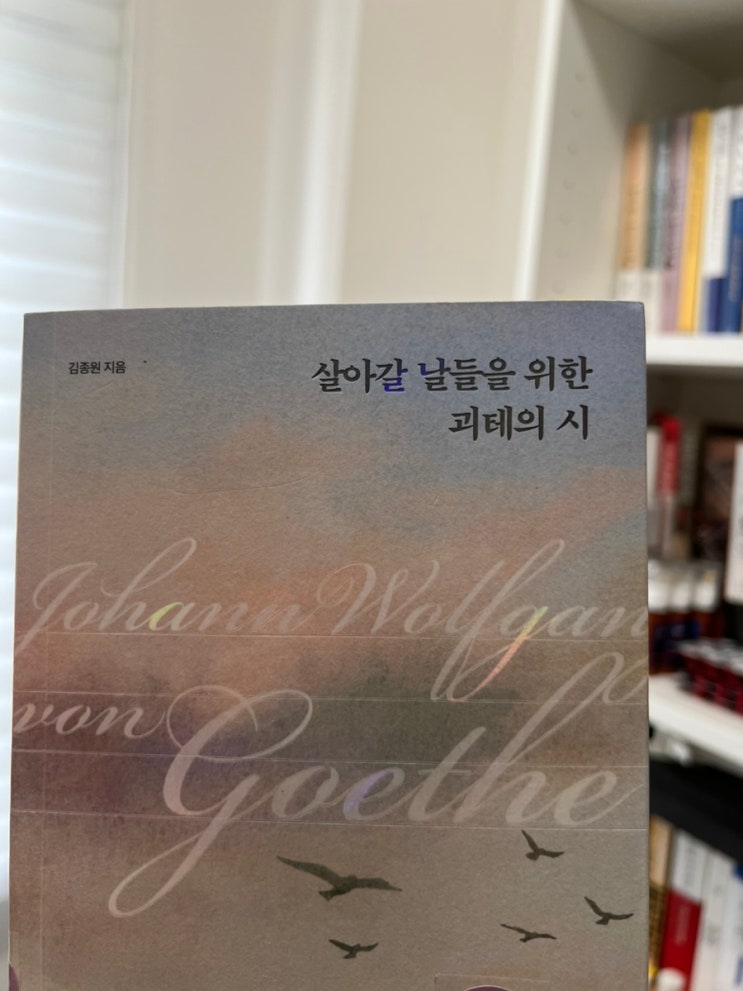 김종원 지음
살아갈 날들을 위한
괴테의 시
Johann Wolfgan
von
Goethe